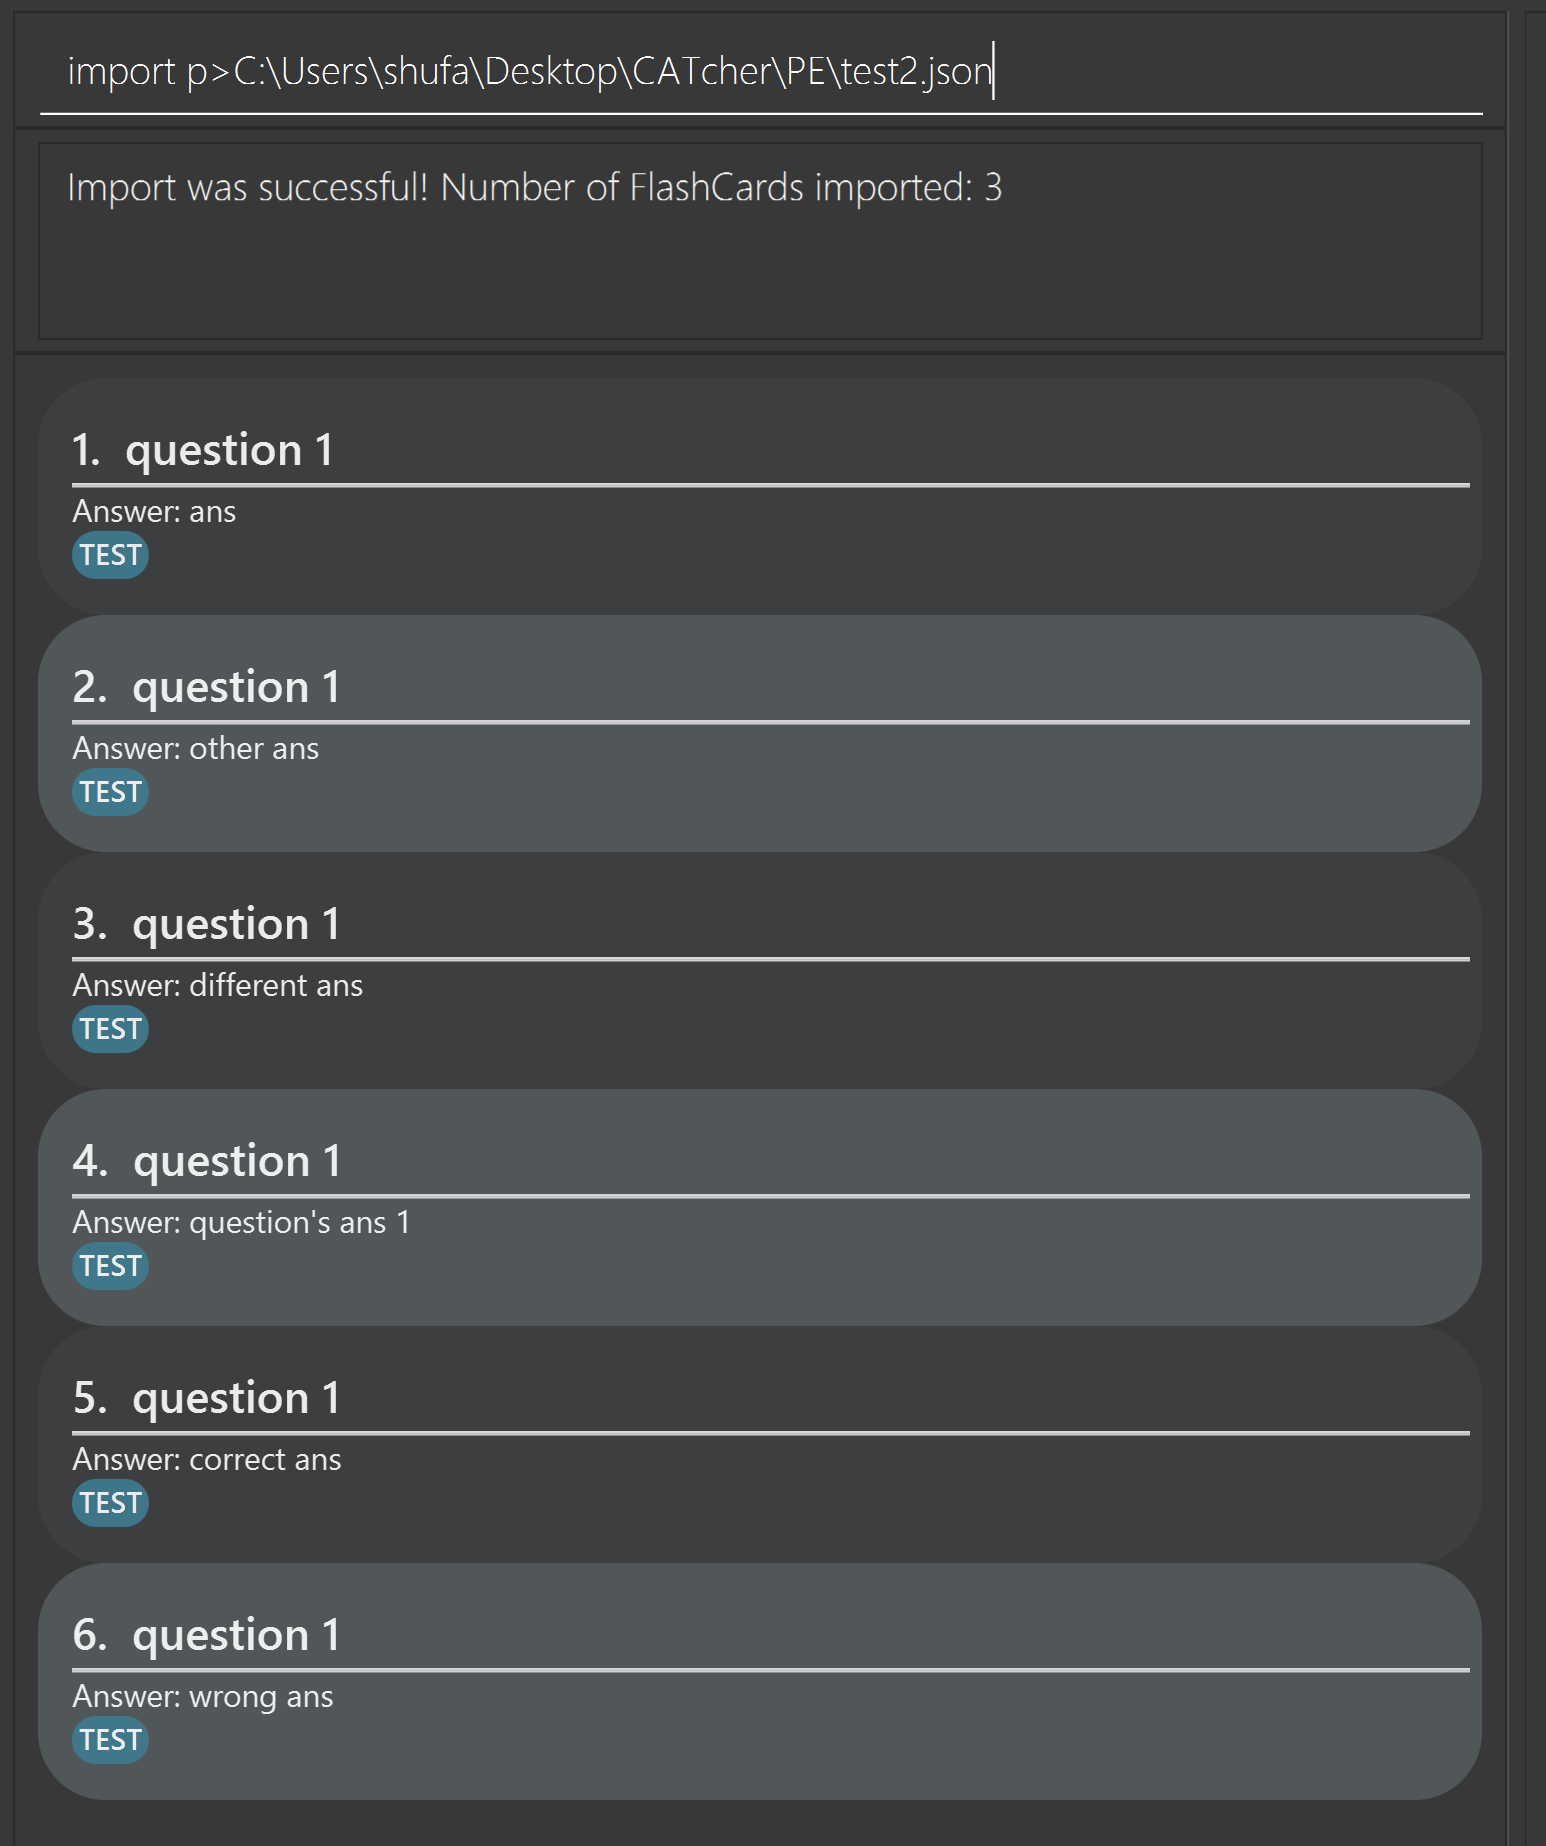 import p>C:\Users\shufa\Desktop\CATcher\PE\test2.json
Import was successful! Number of FlashCards imported: 3
1. question 1
Answer: ans
TEST
2. question 1
Answer: other ans
TEST
3. question 1
Answer: different ans
TEST
4. question 1
Answer: question's ans 1
TEST
5. question 1
Answer: correct ans
TEST
6. question 1
Answer: wrong ans
TEST